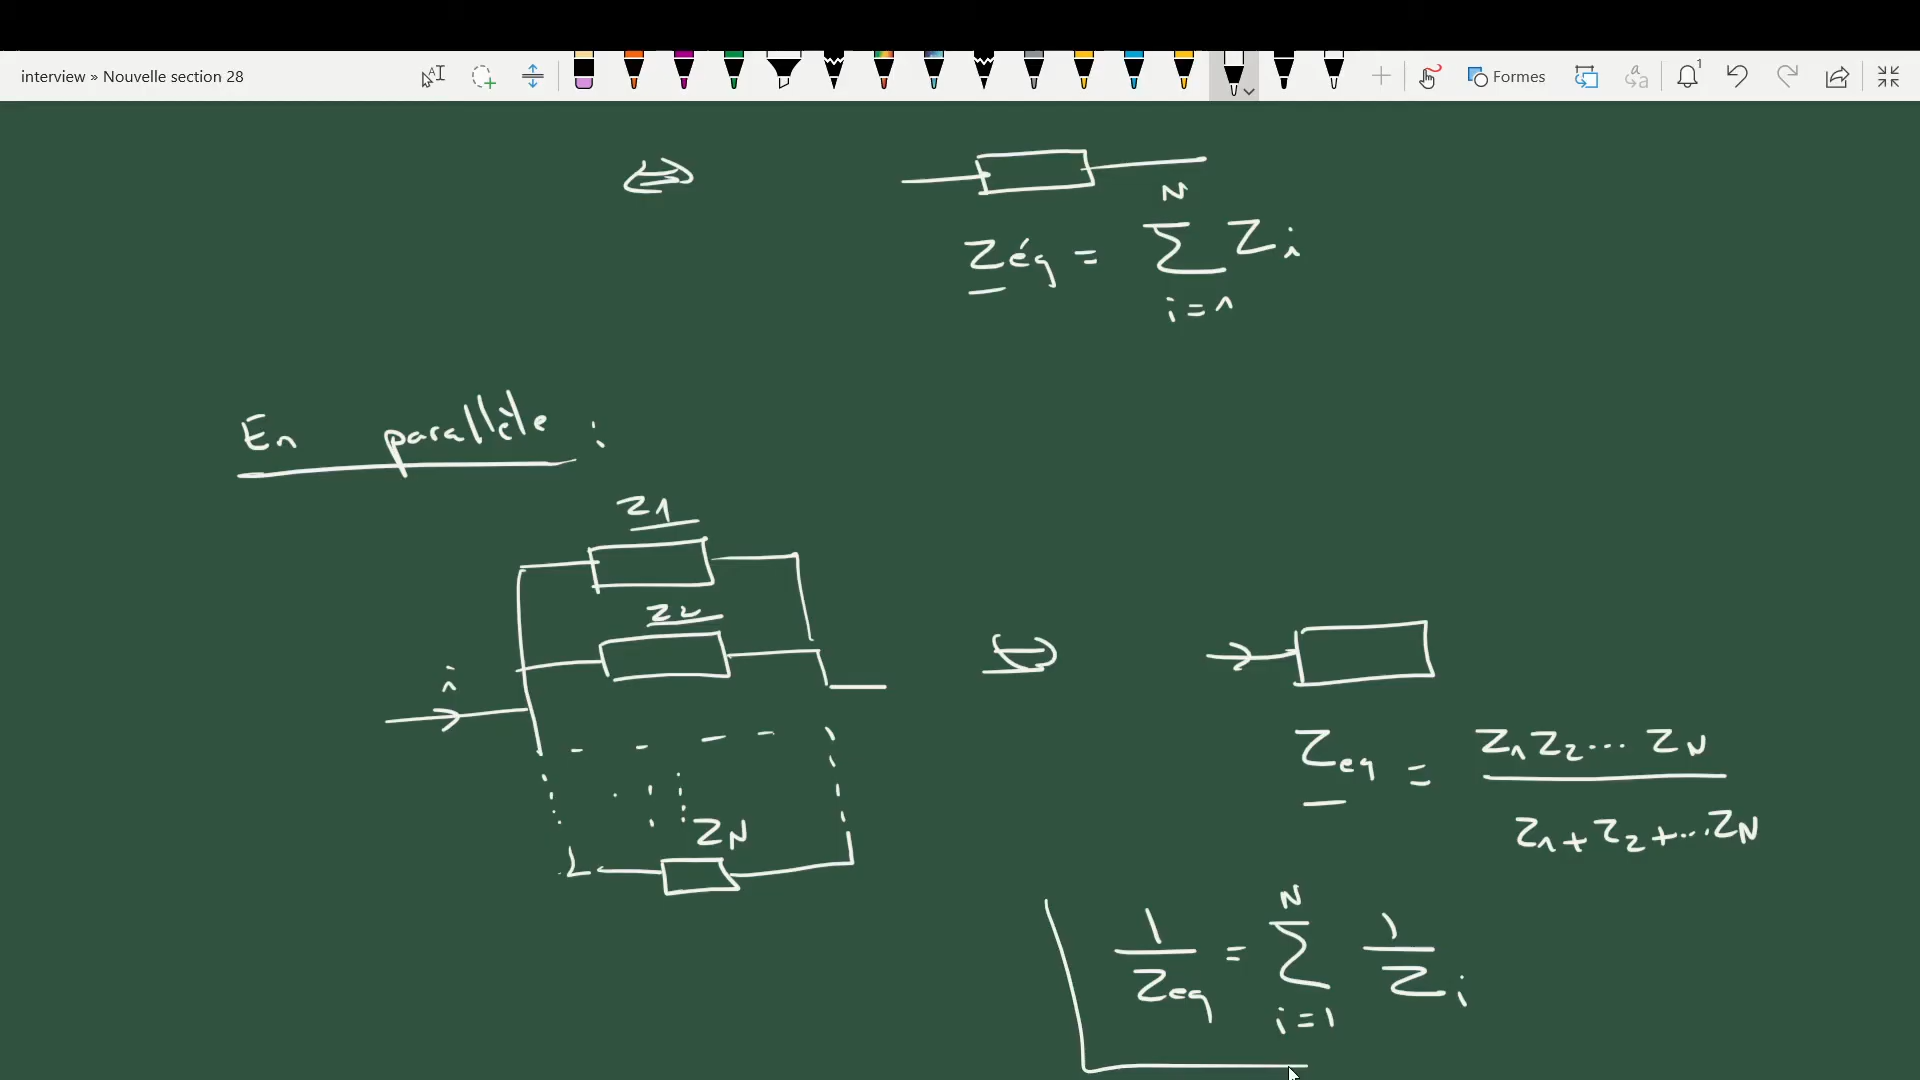 interview » Nouvelle section 28
Formes
1
N
Zéq = ∑ Zi
i=1
En parallèle :
Z1
Z2
i
ZN
Zeq = Z1Z2... ZN / Z1+Z2+...ZN
N
1/Zeq = ∑ 1/Zi
i=1